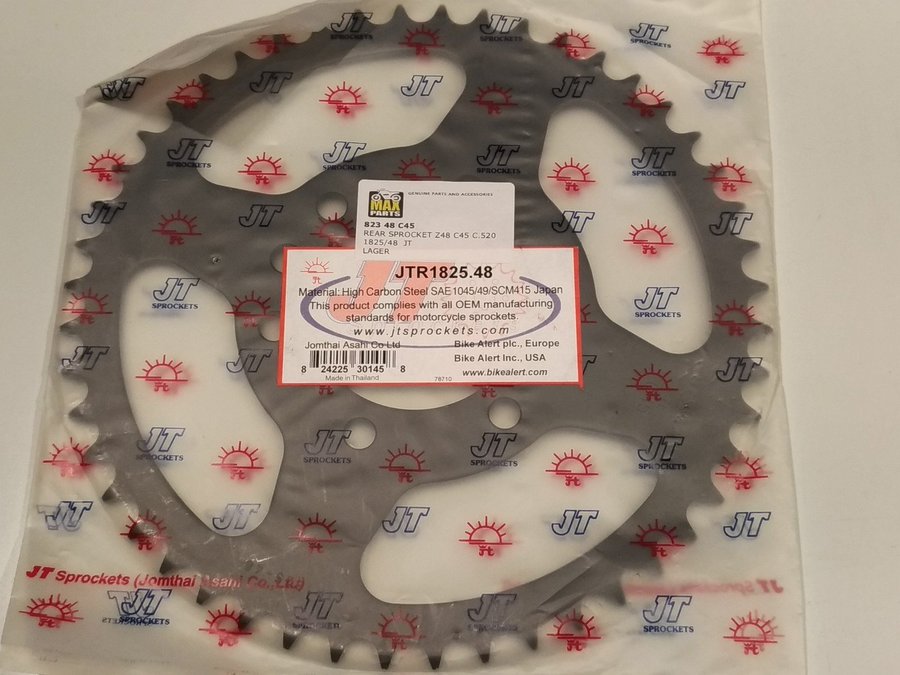 MAX
PARTS
GENUINE PARTS AND ACCESSORIES
823 48 C45
REAR SPROCKET Z48 C45 C.520
1825/48 JT
LAGER
JTR1825.48
Material: High Carbon Steel SAE1045/49/SCM415 Japan
This product complies with all OEM manufacturing
standards for motorcycle sprockets.
www.jtsprockets.com
Jomthai Asahi Co Ltd
Bike Alert plc., Europe
Bike Alert Inc., USA
8 24225 30145 8
www.bikealert.com
Made in Thailand
78710
JT
SPROCKETS
JT Sprockets (Jomthai Asahi Co.,Ltd)